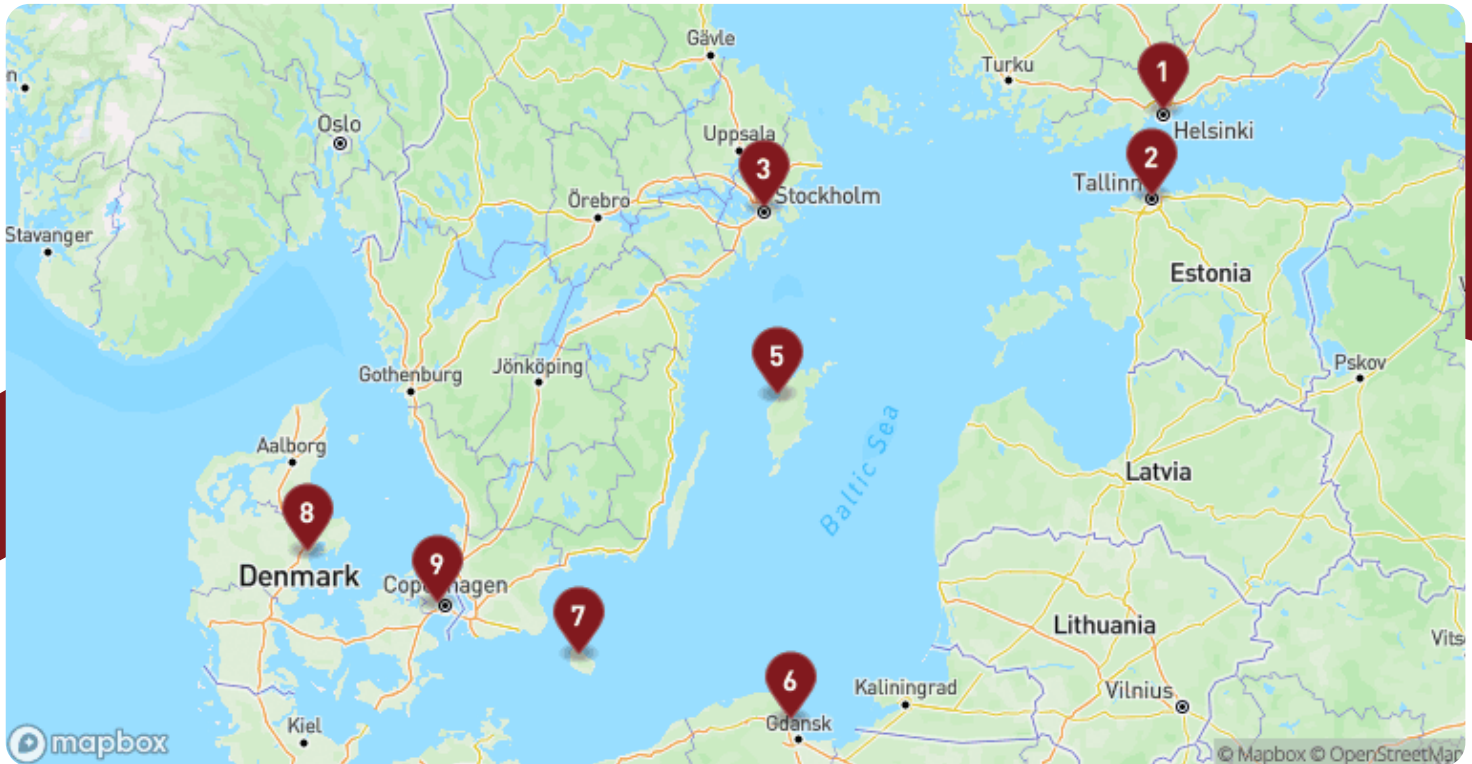 Gävle
Turku
1
n
Helsinki
Oslo
Uppsala
2
3
Tallinn
Stockholm
Örebro
Stavanger
Estonia
5
Pskov
Jönköping
Gothenburg
Baltic Sea
Aalborg
Latvia
8
9
Denmark
Copenhagen
7
Lithuania
Vits
6
Kaliningrad
Vilnius
Kiel
Gdansk
mapbox
© Mapbox © OpenStreetMap